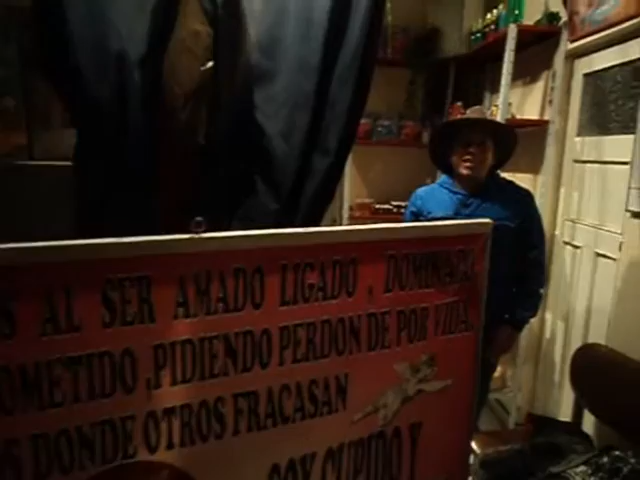 S AL SER AMADO LIGADO , DOMINADO
OMETIDO ,PIDIENDO PERDON DE POR VIDA.
S DONDE OTROS FRACASAN
SOY CUPIDO Y